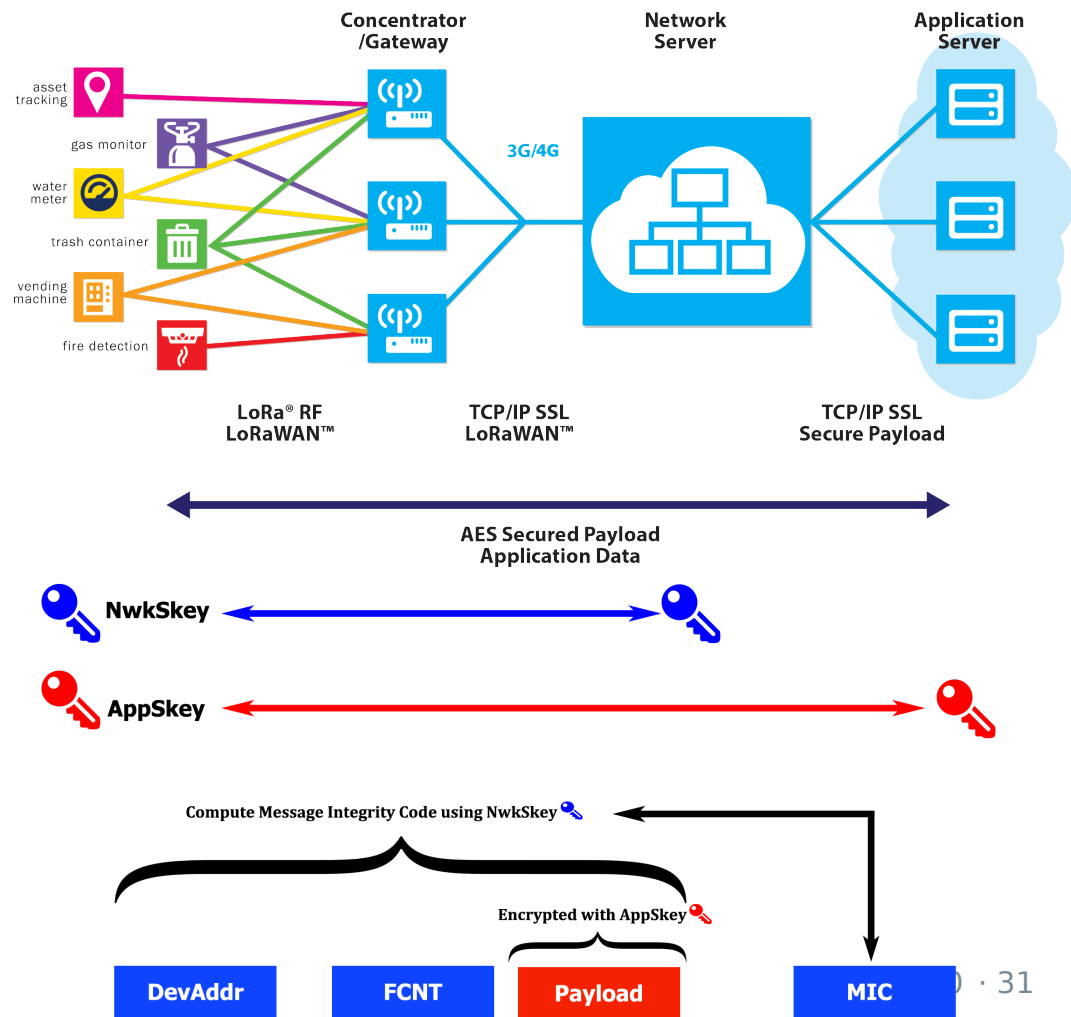 Concentrator
/Gateway
Network
Server
Application
Server
asset
tracking
gas monitor
water
meter
trash container
vending
machine
fire detection
3G/4G
LoRa® RF
LoRaWAN™
TCP/IP SSL
LoRaWAN™
TCP/IP SSL
Secure Payload
AES Secured Payload
Application Data
NwkSkey
AppSkey
Compute Message Integrity Code using NwkSkey
Encrypted with AppSkey
DevAddr
FCNT
Payload
MIC
· 31